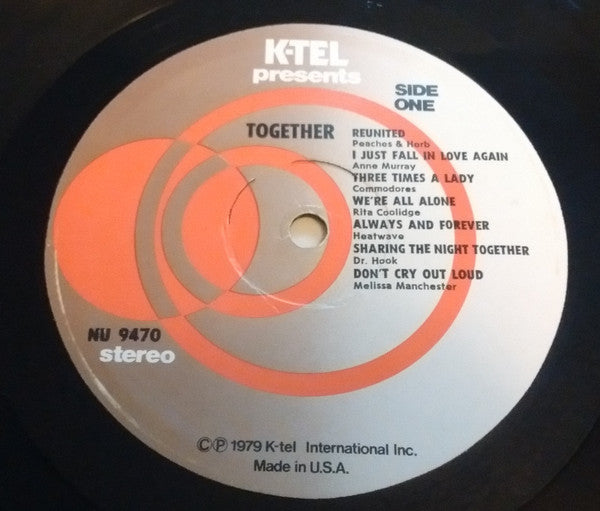 K-TEL
presents
SIDE
ONE
TOGETHER
REUNITED
Peaches & Herb
I JUST FALL IN LOVE AGAIN
Anne Murray
THREE TIMES A LADY
Commodores
WE'RE ALL ALONE
Rita Coolidge
ALWAYS AND FOREVER
Heatwave
SHARING THE NIGHT TOGETHER
Dr. Hook
DON'T CRY OUT LOUD
Melissa Manchester
NU 9470
stereo
©℗ 1979 K-tel International Inc.
Made in U.S.A.